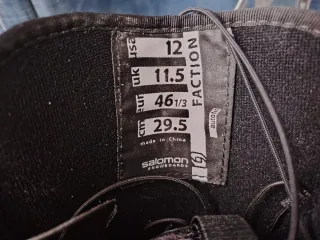 usa 12
uk 11.5
eur 46 1/3
cm 29.5
made in China
salomon
SNOWBOARDS
FACTION